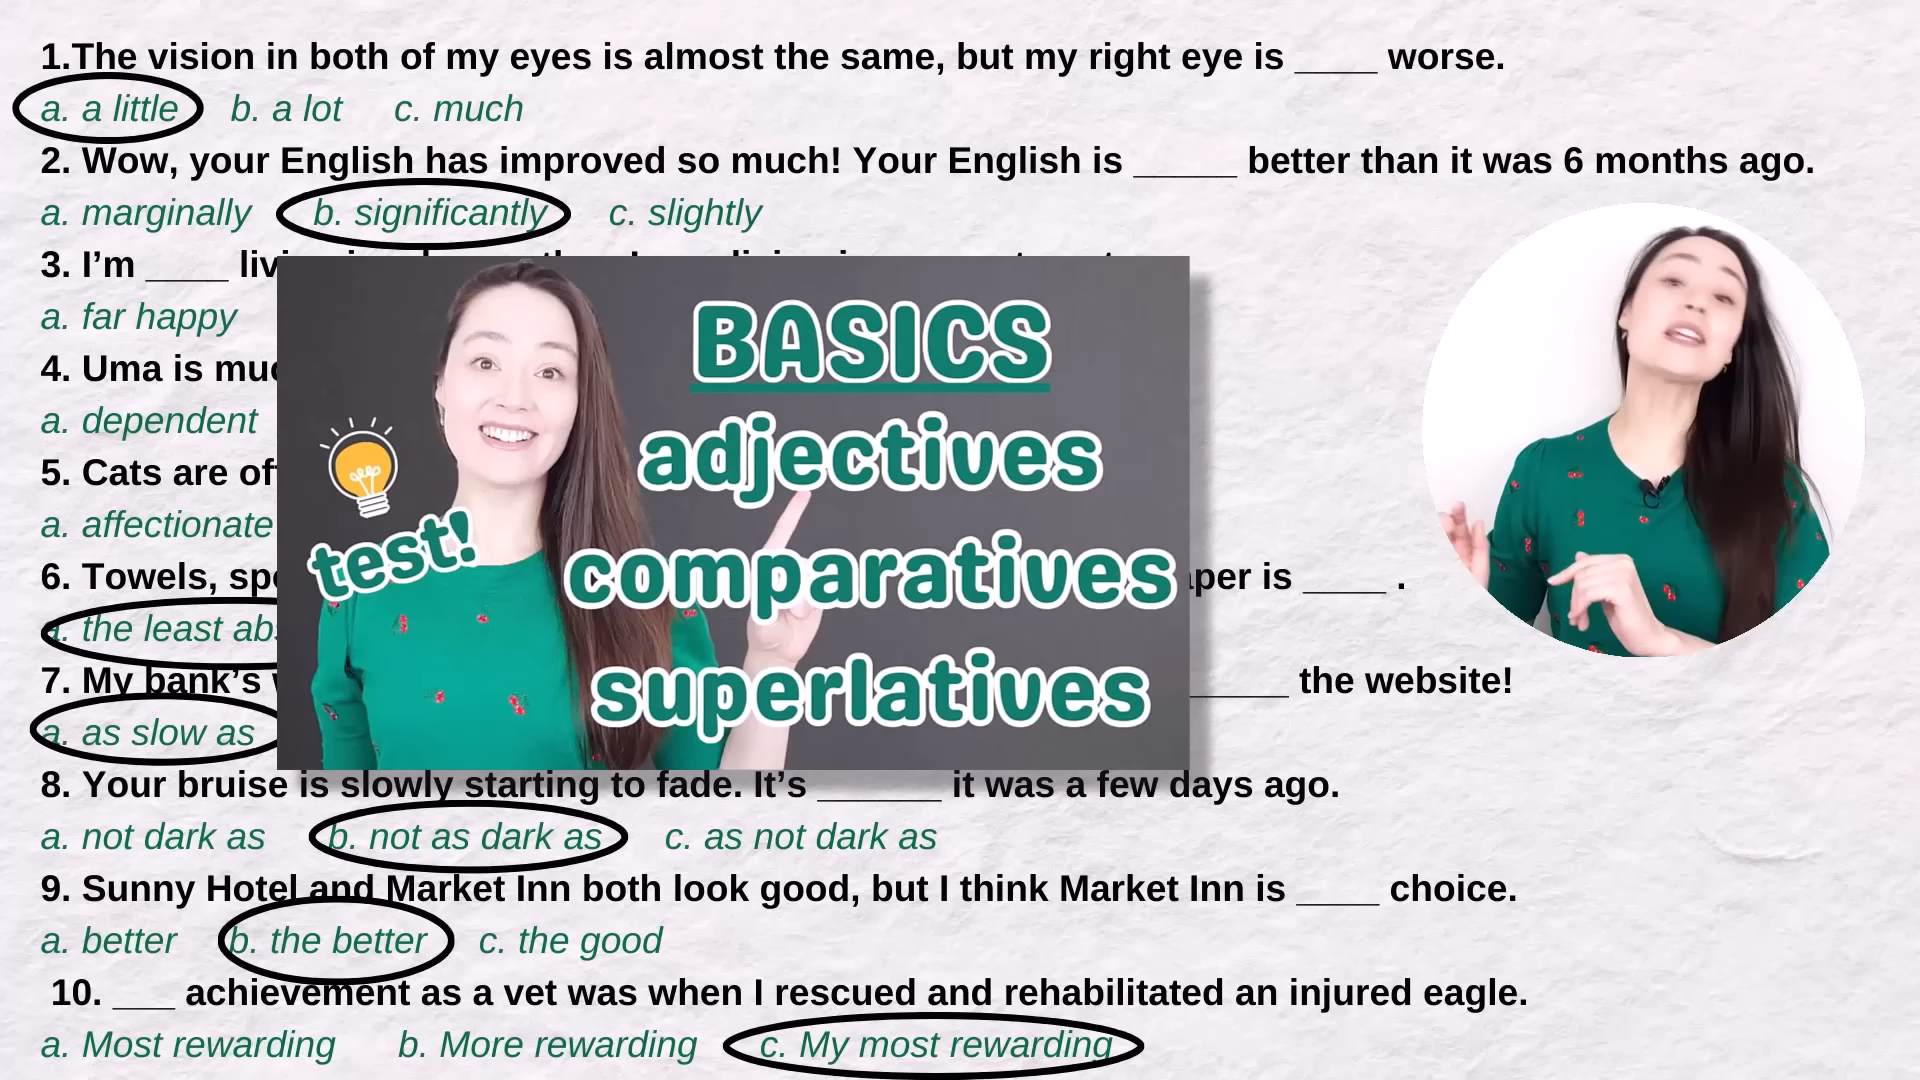 1.The vision in both of my eyes is almost the same, but my right eye is ____ worse.
a. a little b. a lot c. much
2. Wow, your English has improved so much! Your English is _____ better than it was 6 months ago.
a. marginally b. significantly c. slightly
3. I’m ____
a. far happy
4. Uma is
a. dependent
5. Cats are
a. affectionate
6. Towels, is ____ .
a. the least
7. My bank’s _____ the website!
a. as slow as
8. Your bruise is slowly starting to fade. It’s ______ it was a few days ago.
a. not dark as b. not as dark as c. as not dark as
9. Sunny Hotel and Market Inn both look good, but I think Market Inn is ____ choice.
a. better b. the better c. the good
10. ___ achievement as a vet was when I rescued and rehabilitated an injured eagle.
a. Most rewarding b. More rewarding c. My most rewarding
BASICS
adjectives
comparatives
superlatives
test!